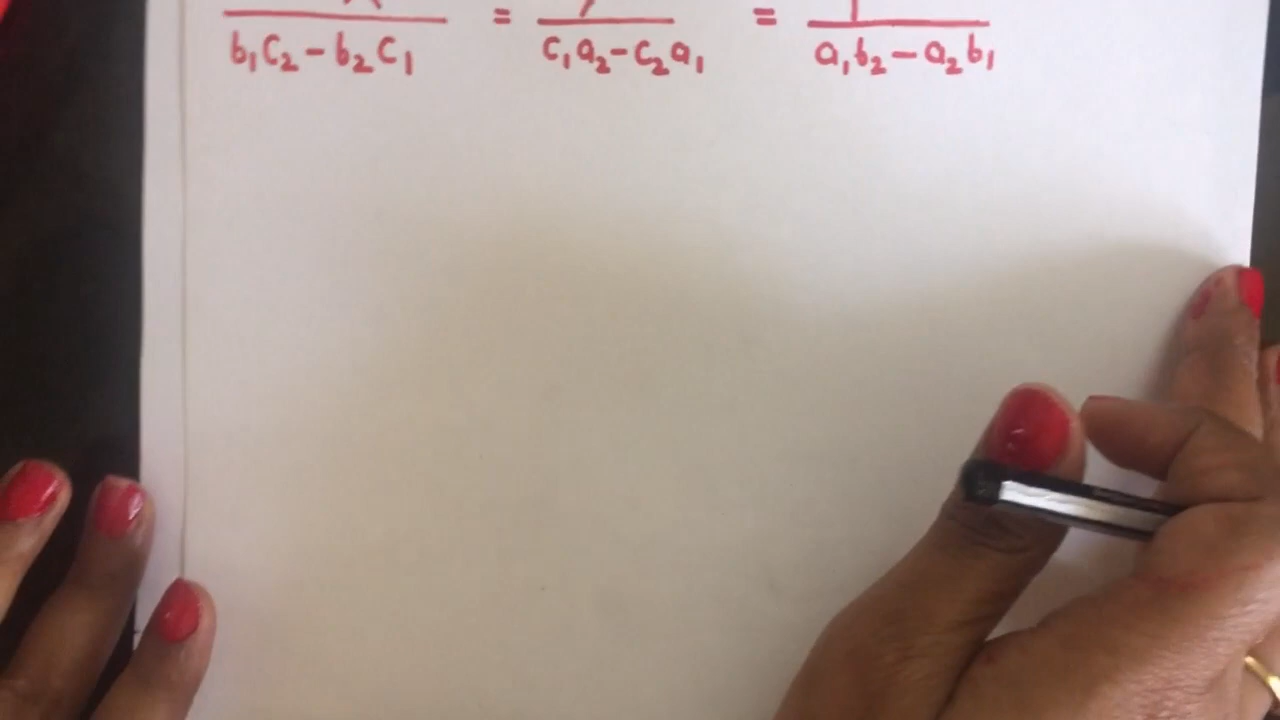 = =
b₁c₂-b₂c₁ c₁a₂-c₂a₁ a₁b₂-a₂b₁